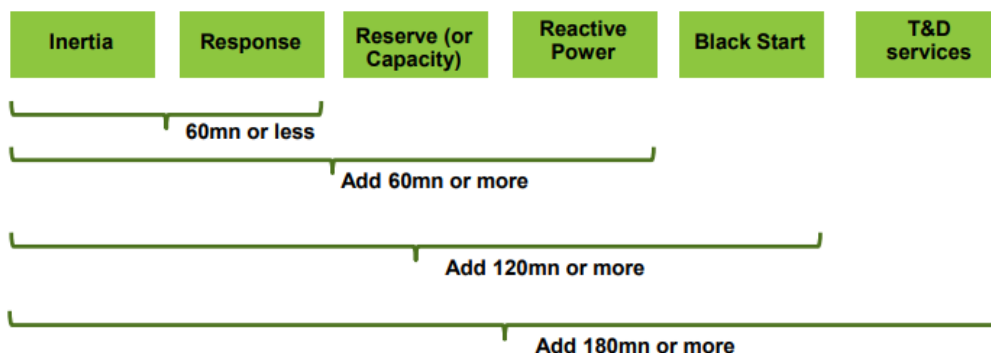 Inertia
Response
Reserve (or
Capacity)
Reactive
Power
Black Start
T&D
services
60mn or less
Add 60mn or more
Add 120mn or more
Add 180mn or more